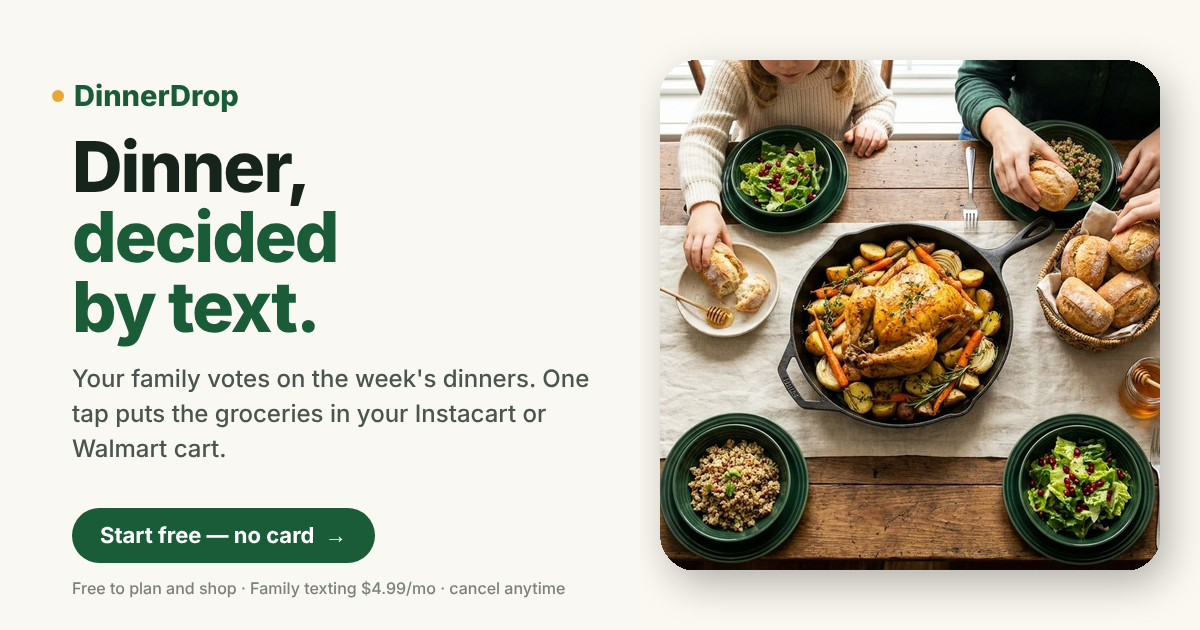 DinnerDrop
Dinner,
decided
by text.
Your family votes on the week's dinners. One
tap puts the groceries in your Instacart or
Walmart cart.
Start free — no card →
Free to plan and shop · Family texting $4.99/mo · cancel anytime